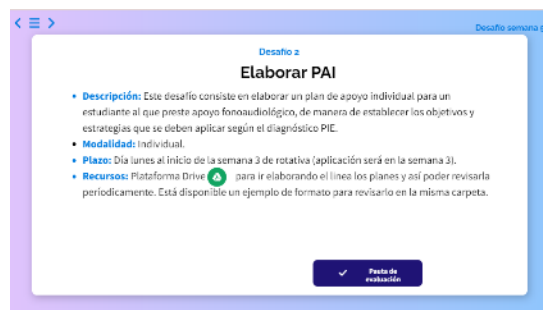 Desafío semana
Desafío 2
Elaborar PAI
Descripción: Este desafío consiste en elaborar un plan de apoyo individual para un
estudiante al que preste apoyo fonoaudiológico, de manera de establecer los objetivos y
estrategias que se deben aplicar según el diagnóstico PIE.
Modalidad: Individual.
Plazo: Día lunes al inicio de la semana 3 de rotativa (aplicación será en la semana 3).
Recursos: Plataforma Drive para ir elaborando el linea los planes y así poder revisarla
periodicamente. Está disponible un ejemplo de formato para revisarlo en la misma carpeta.
Pauta de
evaluación